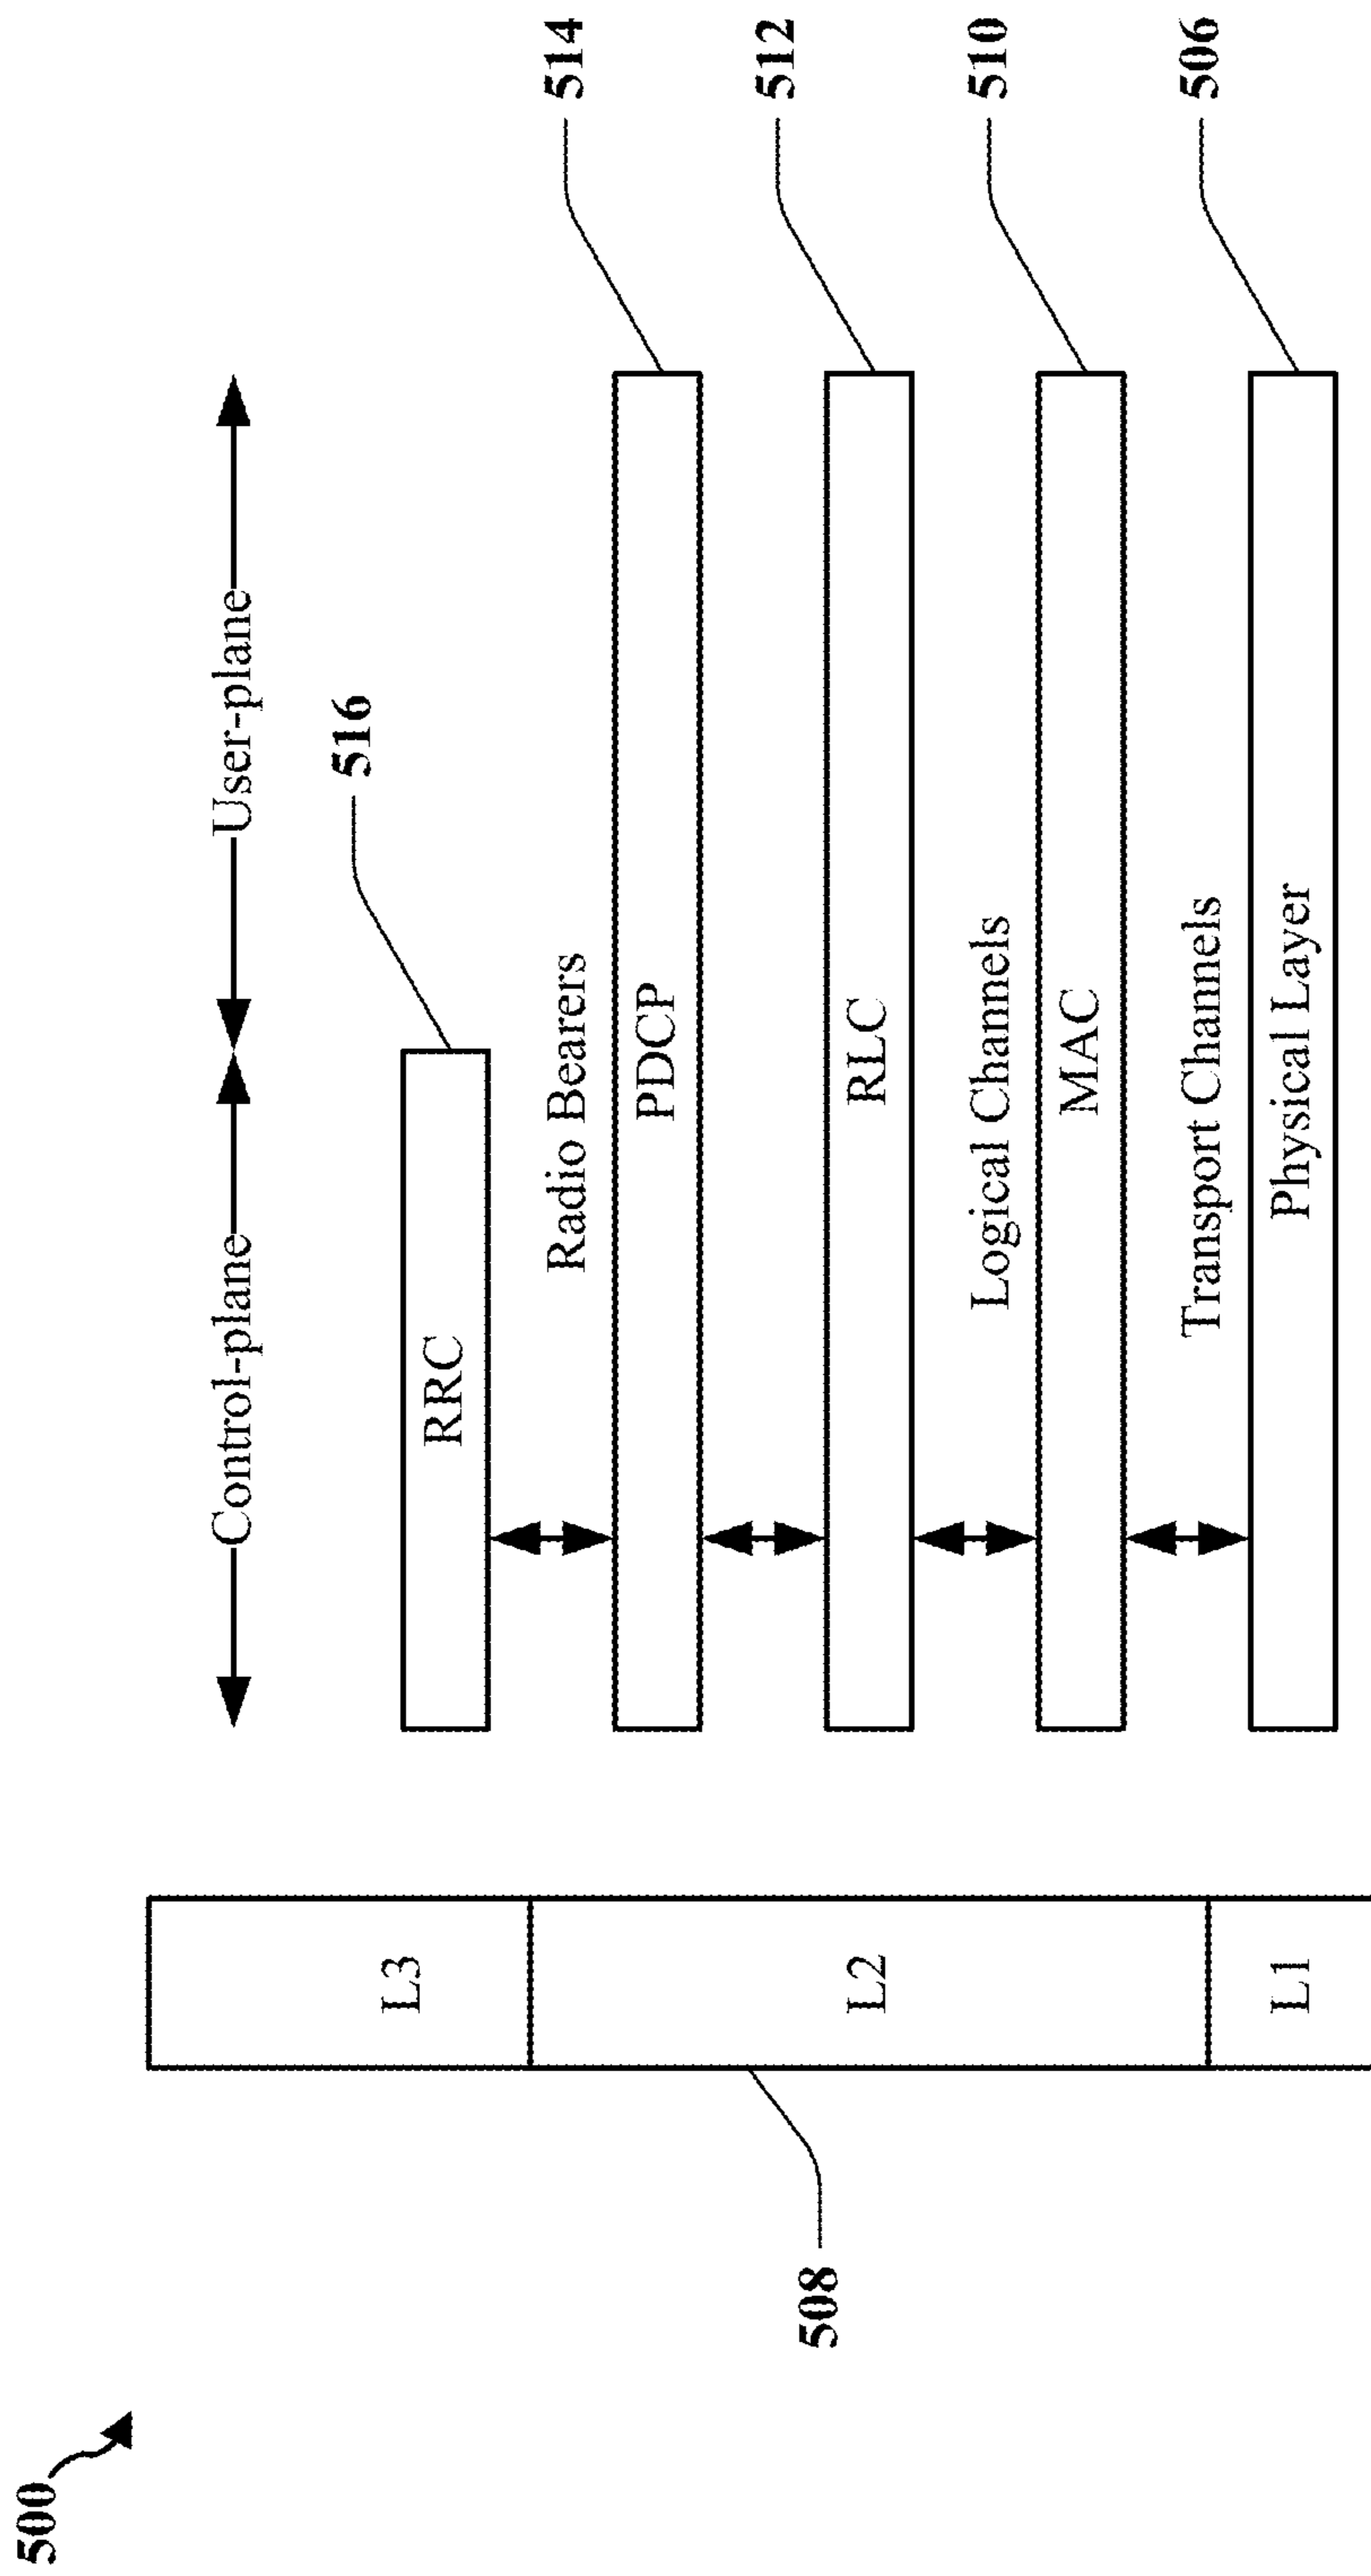 500
Control-plane
User-plane
516
RRC
L3
Radio Bearers
514
PDCP
508
L2
512
RLC
Logical Channels
510
MAC
Transport Channels
506
L1
Physical Layer